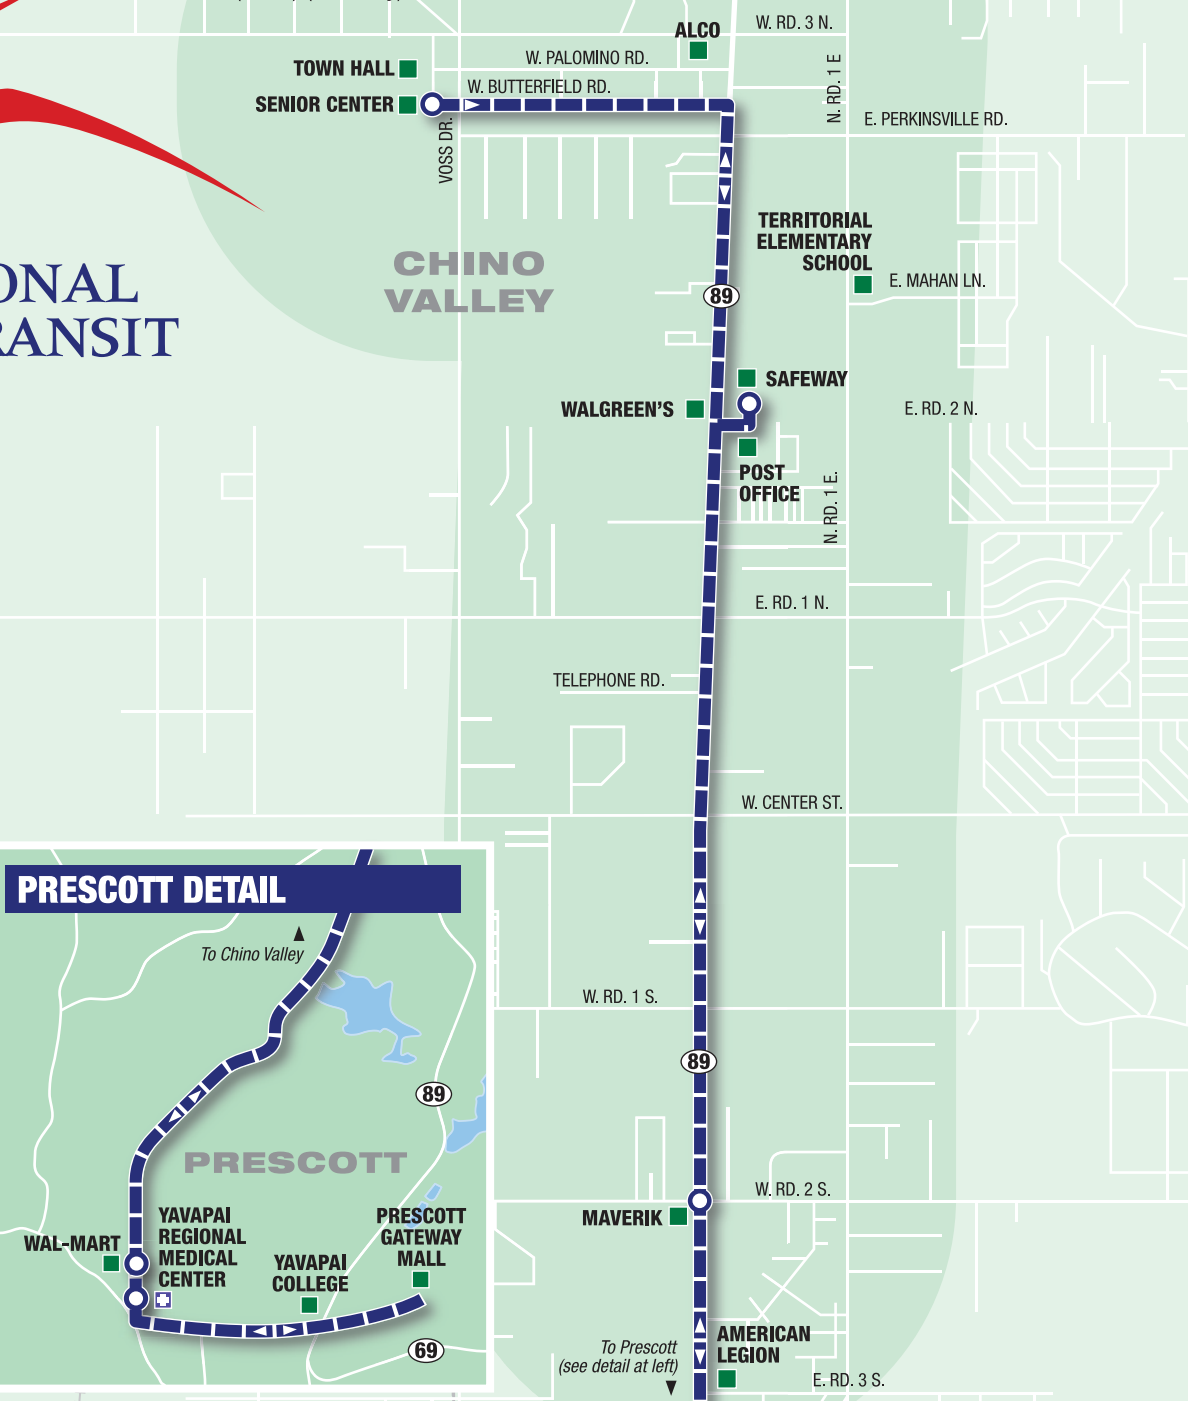 W. RD. 3 N.
ALCO
W. PALOMINO RD.
TOWN HALL
W. BUTTERFIELD RD.
SENIOR CENTER
VOSS DR.
N. RD. 1 E
E. PERKINSVILLE RD.
TERRITORIAL
ELEMENTARY
SCHOOL
E. MAHAN LN.
CHINO
VALLEY
ONAL
RANSIT
89
SAFEWAY
WALGREEN'S
E. RD. 2 N.
POST
OFFICE
N. RD. 1 E.
E. RD. 1 N.
TELEPHONE RD.
W. CENTER ST.
W. RD. 1 S.
89
W. RD. 2 S.
MAVERIK
AMERICAN
LEGION
To Prescott
(see detail at left)
E. RD. 3 S.
PRESCOTT DETAIL
To Chino Valley
89
PRESCOTT
WAL-MART
YAVAPAI
REGIONAL
MEDICAL
CENTER
YAVAPAI
COLLEGE
PRESCOTT
GATEWAY
MALL
69